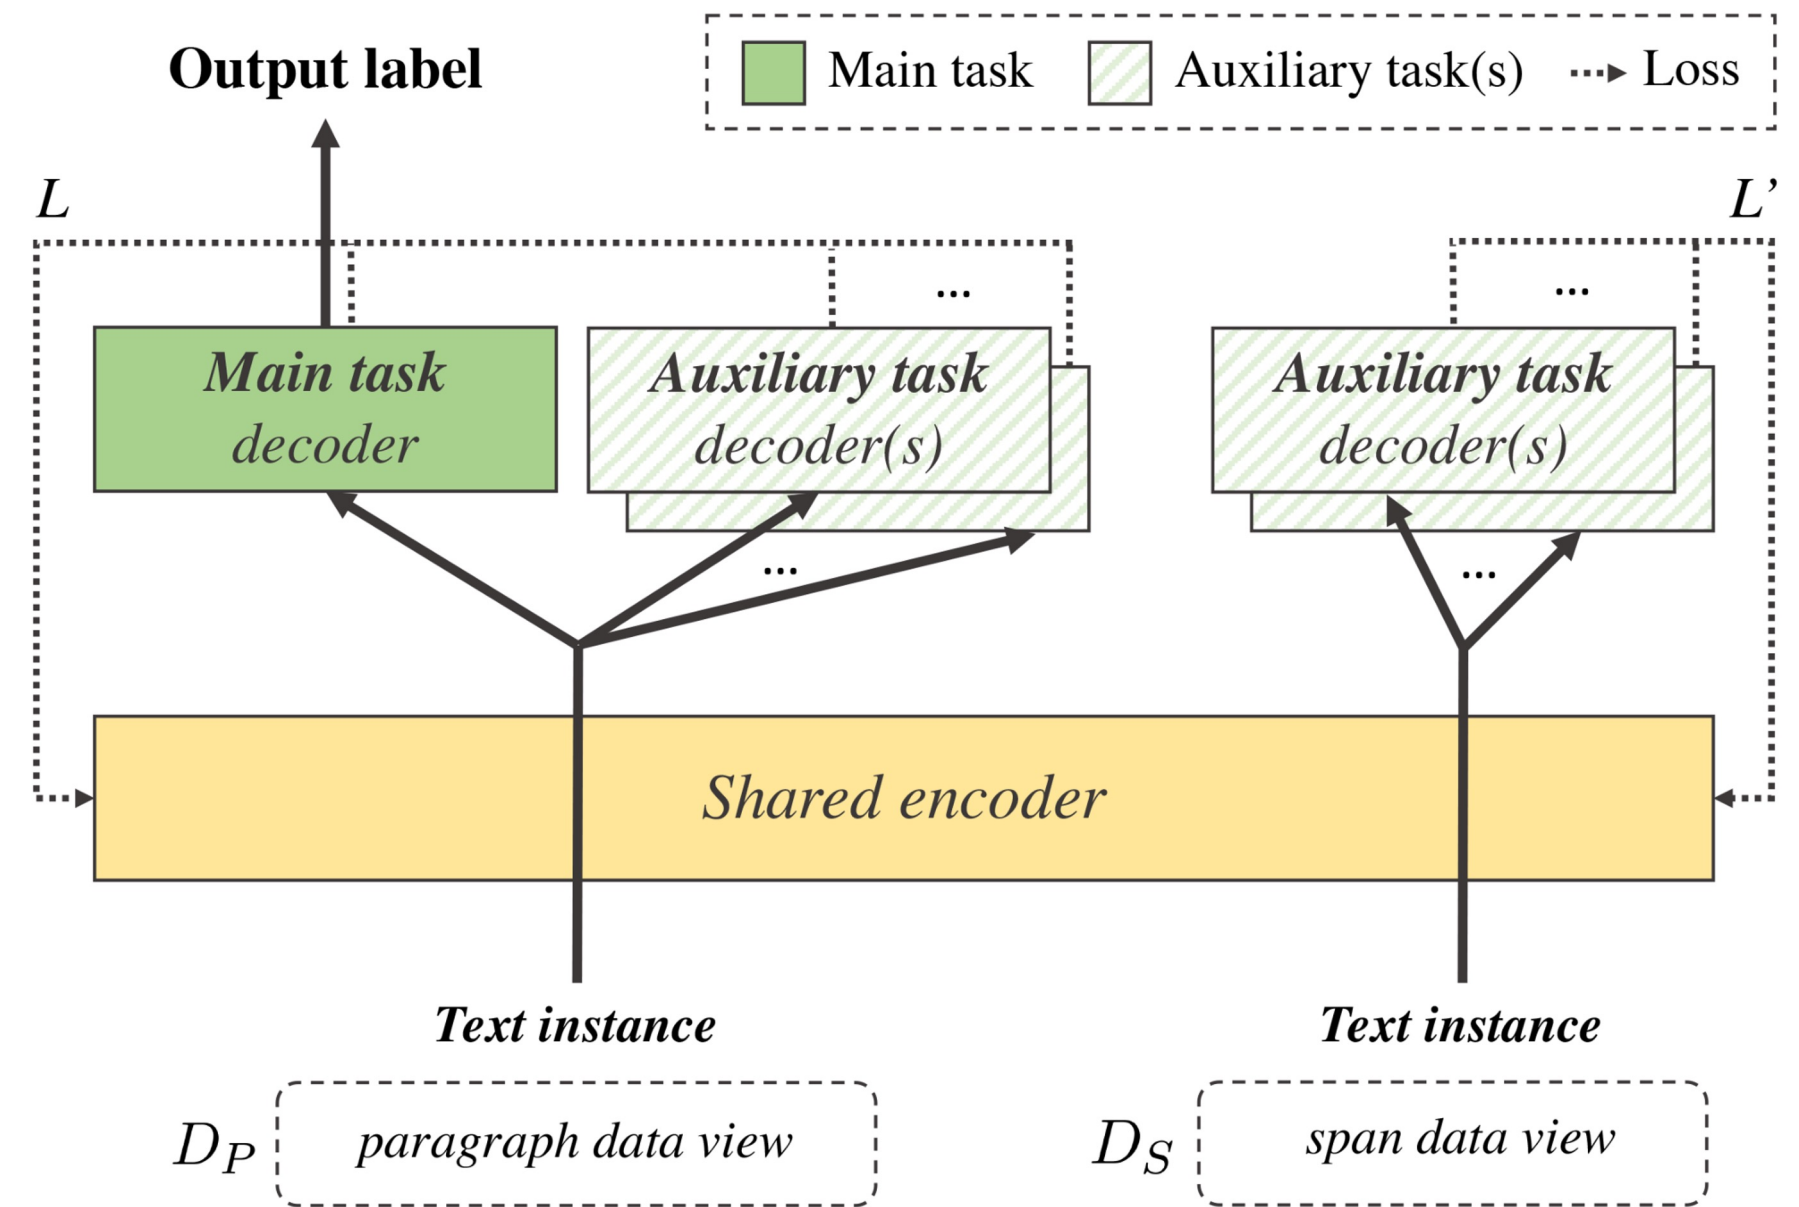 Output label
Main task
Auxiliary task(s)
Loss
L
L’
...
...
Main task
decoder
Auxiliary task
decoder(s)
Auxiliary task
decoder(s)
...
...
Shared encoder
Text instance
Text instance
D_P
paragraph data view
D_S
span data view